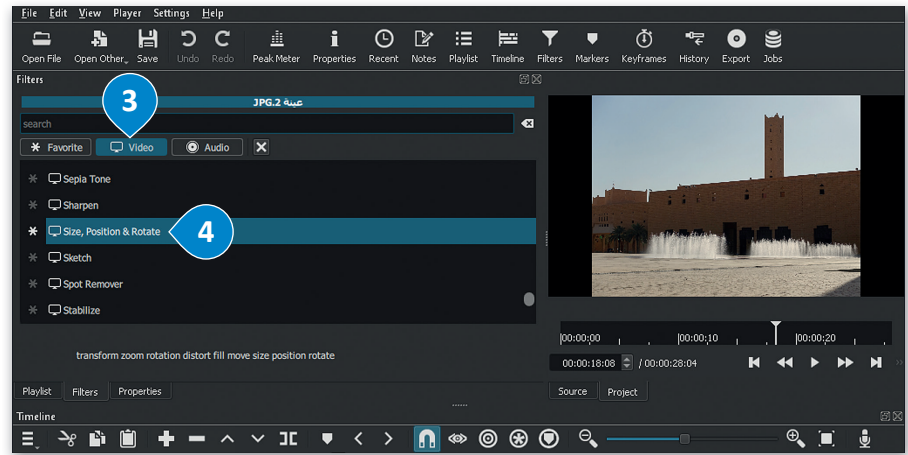 File Edit View Player Settings Help
Open File Open Other Save Undo Redo Peak Meter Properties Recent Notes Playlist Timeline Filters Markers Keyframes History Export Jobs
Filters
عينة 2.JPG
3
search
Favorite Video Audio
Sepia Tone
Sharpen
Size, Position & Rotate
4
Sketch
Spot Remover
Stabilize
transform zoom rotation distort fill move size position rotate
00:00:00 00:00:10 00:00:20
00:00:18:08 / 00:00:28:04
Playlist Filters Properties
Source Project
Timeline